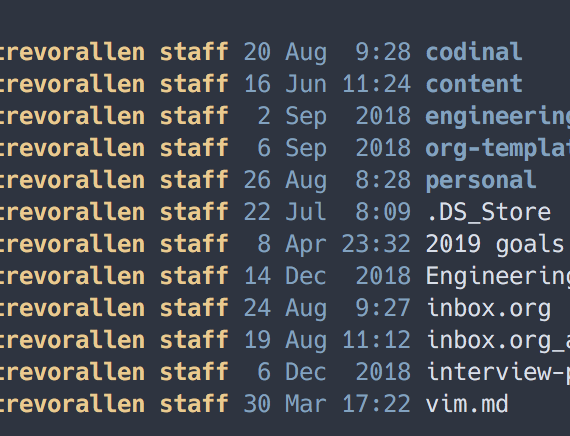 trevorallen staff 20 Aug  9:28 codinal
trevorallen staff 16 Jun 11:24 content
trevorallen staff  2 Sep  2018 engineering
trevorallen staff  6 Sep  2018 org-templat
trevorallen staff 26 Aug  8:28 personal
trevorallen staff 22 Jul  8:09 .DS_Store
trevorallen staff  8 Apr 23:32 2019 goals
trevorallen staff 14 Dec  2018 Engineering
trevorallen staff 24 Aug  9:27 inbox.org
trevorallen staff 19 Aug 11:12 inbox.org_a
trevorallen staff  6 Dec  2018 interview-p
trevorallen staff 30 Mar 17:22 vim.md